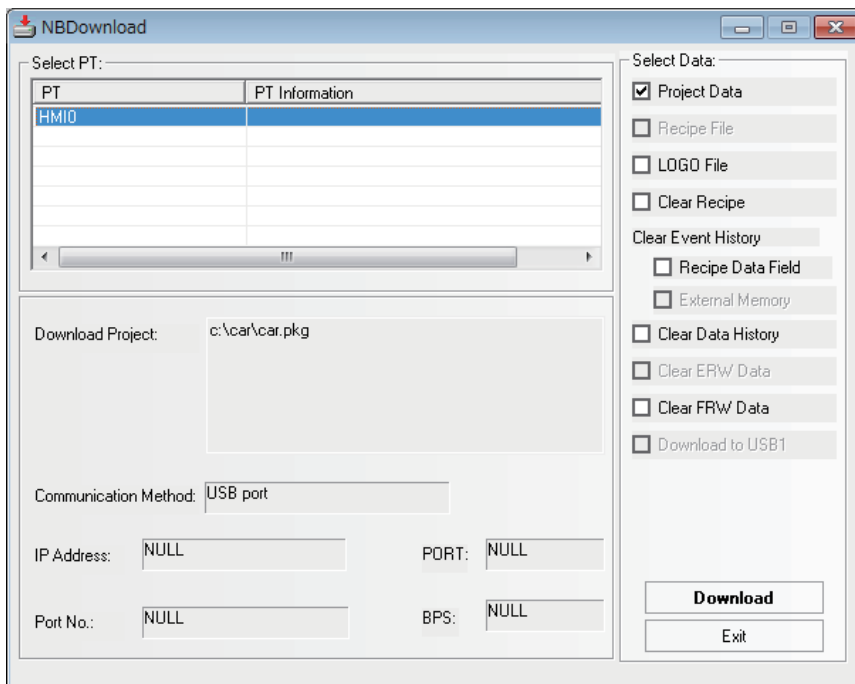 NBDownload
Select PT:
PT PT Information
HMI0
Download Project: c:\car\car.pkg
Communication Method: USB port
IP Address: NULL PORT: NULL
Port No.: NULL BPS: NULL
Select Data:
Project Data
Recipe File
LOGO File
Clear Recipe
Clear Event History
Recipe Data Field
External Memory
Clear Data History
Clear ERW Data
Clear FRW Data
Download to USB1
Download
Exit